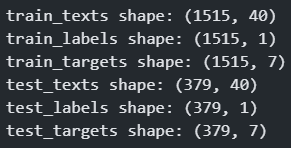 train_texts shape: (1515, 40)
train_labels shape: (1515, 1)
train_targets shape: (1515, 7)
test_texts shape: (379, 40)
test_labels shape: (379, 1)
test_targets shape: (379, 7)